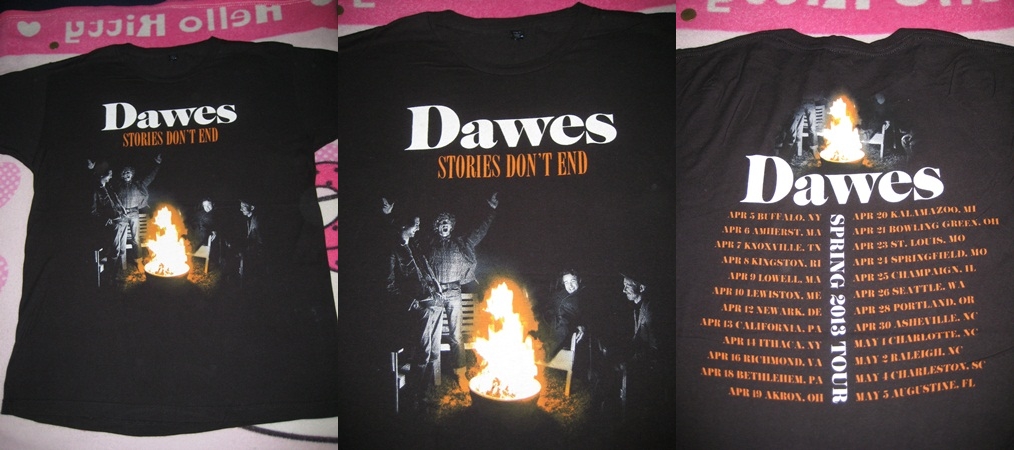 Hello Kitty
Dawes
STORIES DON'T END
Dawes
STORIES DON'T END
Dawes
SPRING 2013 TOUR
APR 5 BUFFALO, NY
APR 6 AMHERST, MA
APR 7 KNOXVILLE, TN
APR 8 KINGSTON, RI
APR 9 LOWELL, MA
APR 10 LEWISTON, ME
APR 12 NEWARK, DE
APR 13 CALIFORNIA, PA
APR 14 ITHACA, NY
APR 16 RICHMOND, VA
APR 18 BETHLEHEM, PA
APR 19 AKRON, OH
APR 20 KALAMAZOO, MI
APR 21 BOWLING GREEN, OH
APR 23 ST. LOUIS, MO
APR 24 SPRINGFIELD, MO
APR 25 CHAMPAIGN, IL
APR 26 SEATTLE, WA
APR 28 PORTLAND, OR
APR 30 ASHEVILLE, NC
MAY 1 CHARLOTTE, NC
MAY 2 RALEIGH, NC
MAY 4 CHARLESTON, SC
MAY 5 AUGUSTINE, FL